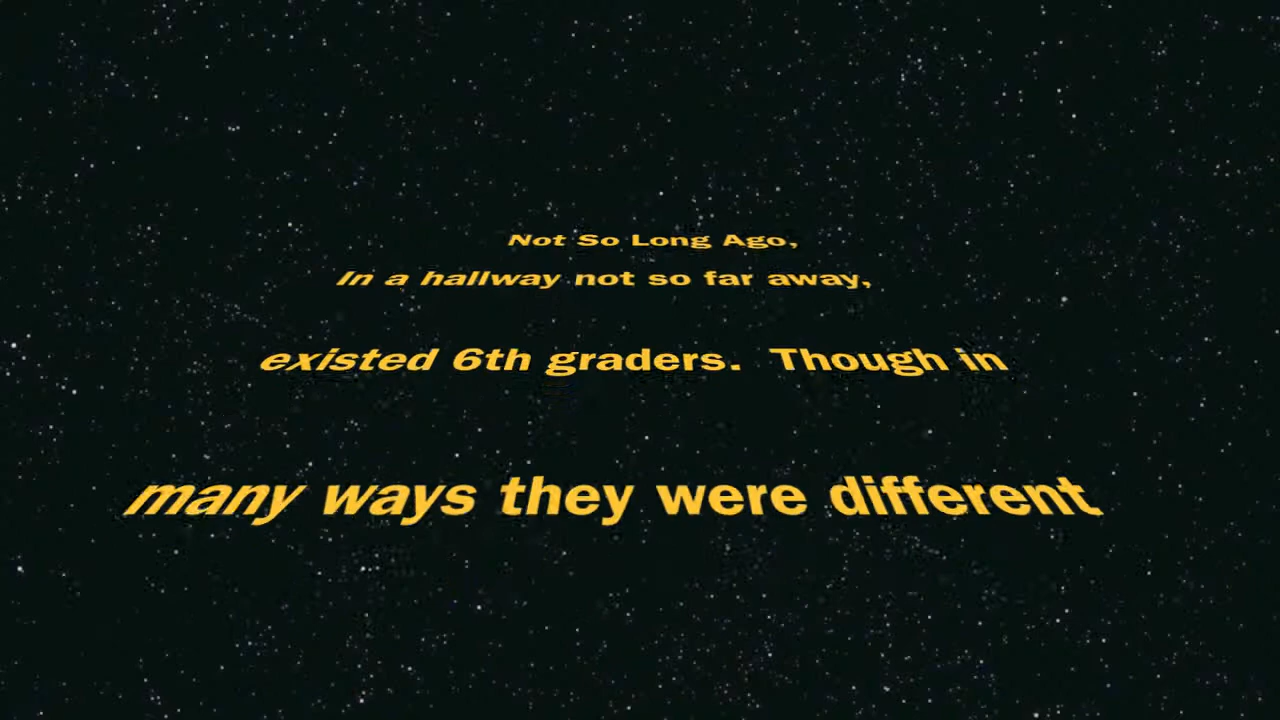 Not So Long Ago,
In a hallway not so far away,
existed 6th graders.  Though in
many ways they were different